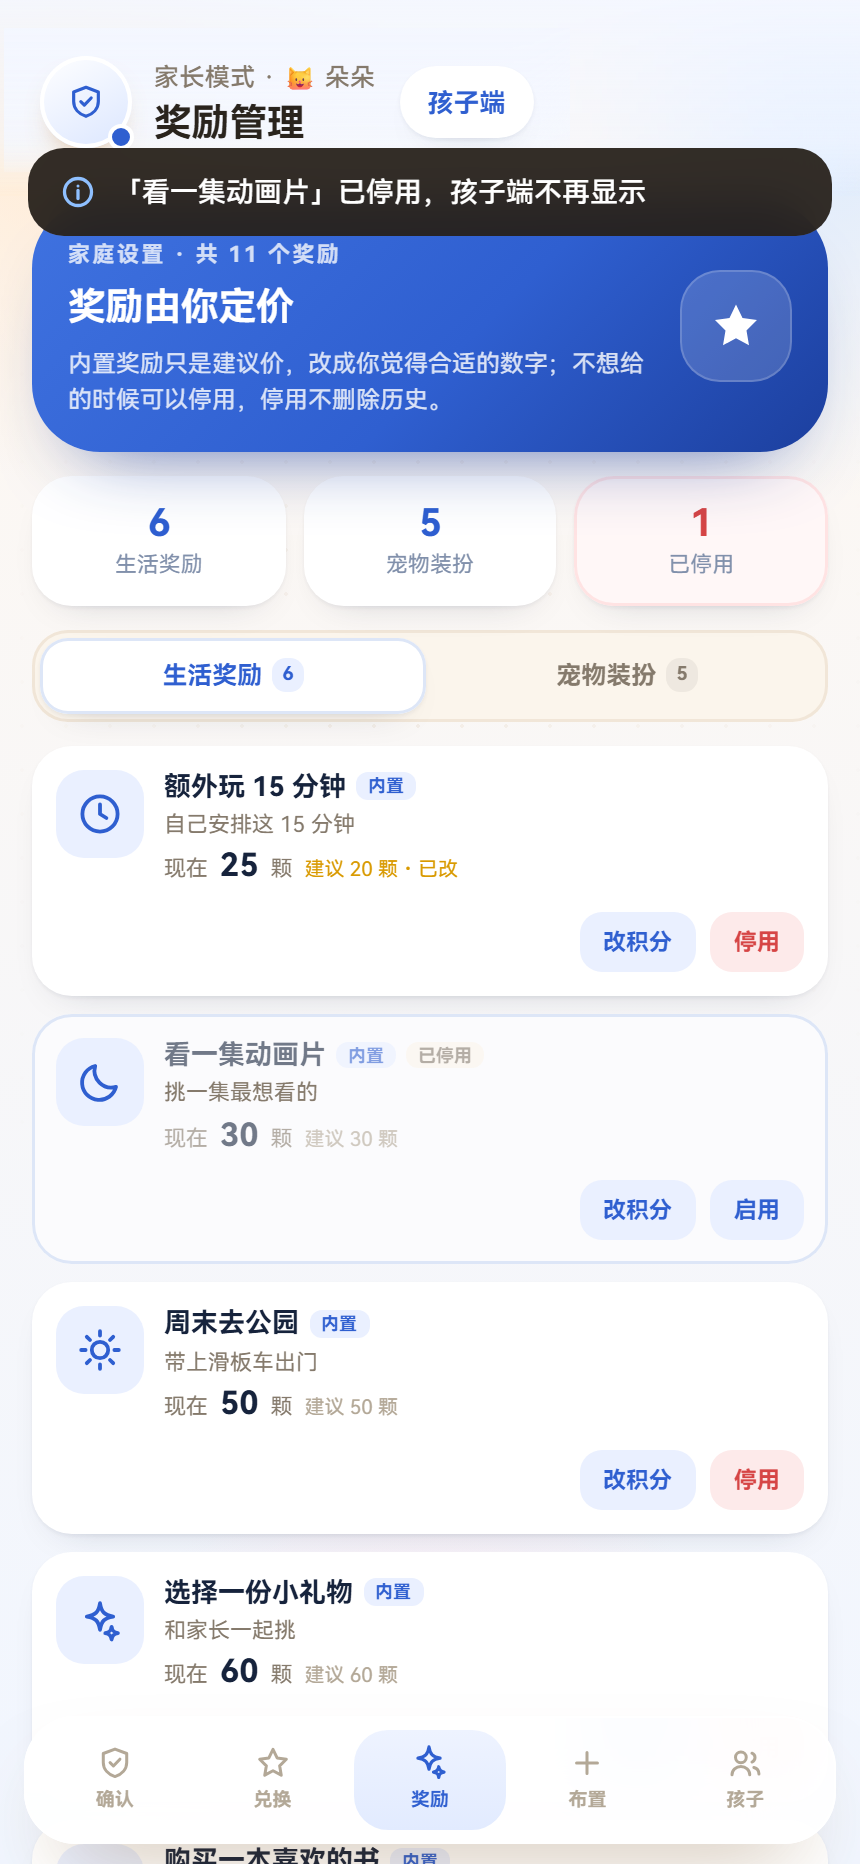 家长模式 · 😺 朵朵
奖励管理
孩子端
「看一集动画片」已停用，孩子端不再显示
家庭设置 · 共 11 个奖励
奖励由你定价
内置奖励只是建议价，改成你觉得合适的数字；不想给
的时候可以停用，停用不删除历史。
6
生活奖励
5
宠物装扮
1
已停用
生活奖励 6
宠物装扮 5
额外玩 15 分钟 内置
自己安排这 15 分钟
现在 25 颗 建议 20 颗 · 已改
改积分 停用
看一集动画片 内置 已停用
挑一集最想看的
现在 30 颗 建议 30 颗
改积分 启用
周末去公园 内置
带上滑板车出门
现在 50 颗 建议 50 颗
改积分 停用
选择一份小礼物 内置
和家长一起挑
现在 60 颗 建议 60 颗
确认
兑换
奖励
布置
孩子
购买一本喜欢的书 内置